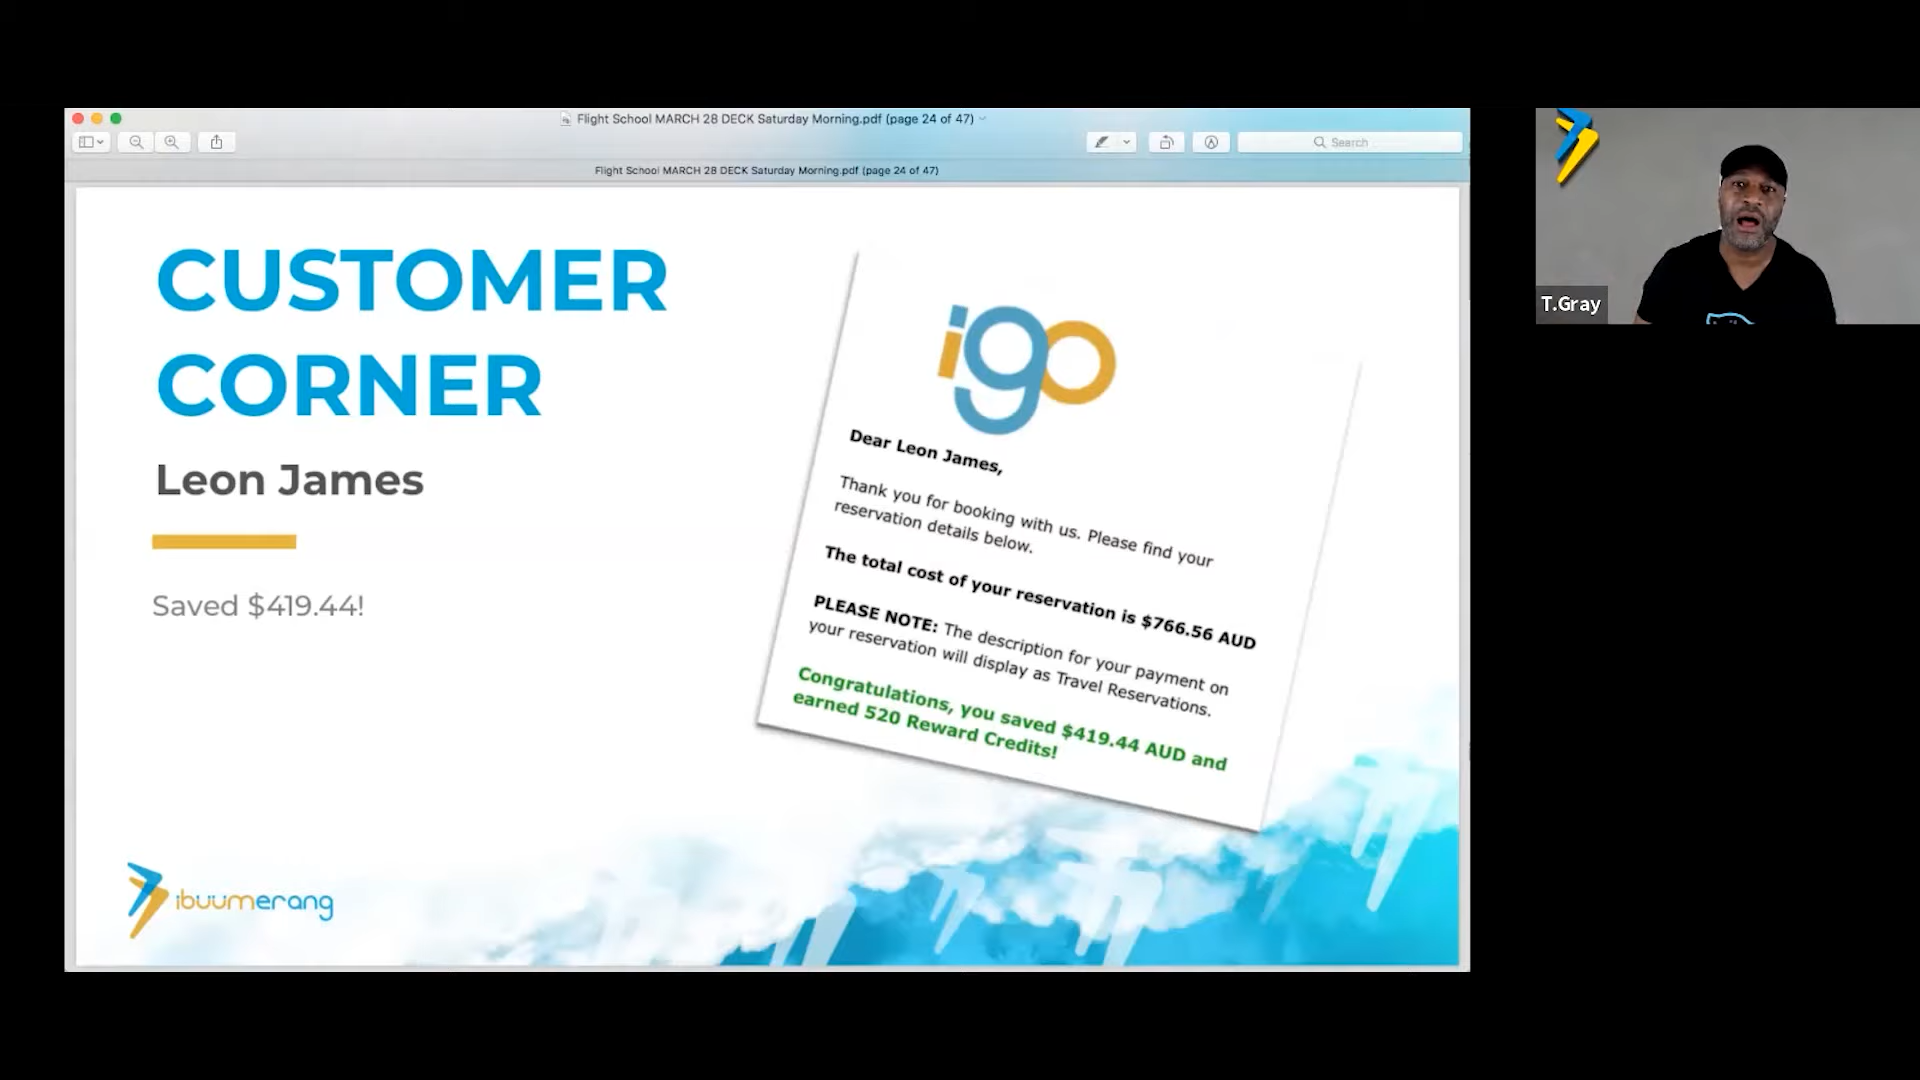 Flight School MARCH 28 DECK Saturday Morning.pdf (page 24 of 47)
Search
Flight School MARCH 28 DECK Saturday Morning.pdf (page 24 of 47)
CUSTOMER
CORNER
Leon James
Saved $419.44!
igo
Dear Leon James,
Thank you for booking with us. Please find your
reservation details below.
The total cost of your reservation is $766.56 AUD
PLEASE NOTE: The description for your payment on
your reservation will display as Travel Reservations.
Congratulations, you saved $419.44 AUD and
earned 520 Reward Credits!
ibuumerang
T.Gray